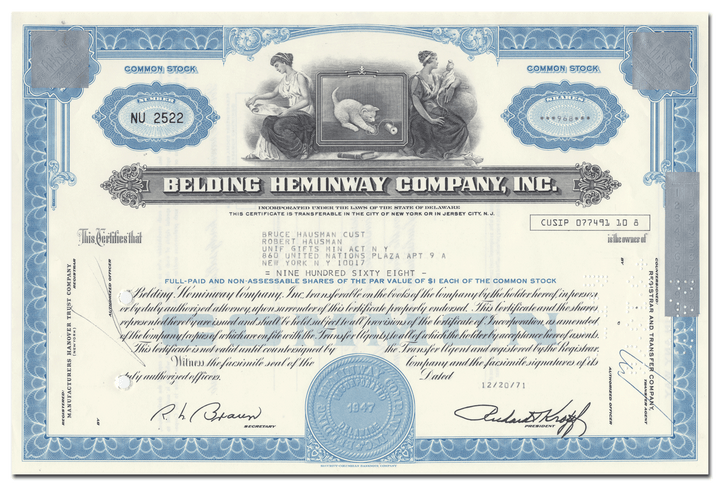 COMMON STOCK
COMMON STOCK
NUMBER
NU 2522
SHARES
***968***
BELDING HEMINWAY COMPANY, INC.
INCORPORATED UNDER THE LAWS OF THE STATE OF DELAWARE
THIS CERTIFICATE IS TRANSFERABLE IN THE CITY OF NEW YORK OR IN JERSEY CITY, N. J.
CUSIP 077491 10 8
This Certifies that
BRUCE HAUSMAN CUST
ROBERT HAUSMAN
UNIF GIFTS MIN ACT N Y
860 UNITED NATIONS PLAZA APT 9 A
NEW YORK N Y 10017
is the owner of
= NINE HUNDRED SIXTY EIGHT -
FULL-PAID AND NON-ASSESSABLE SHARES OF THE PAR VALUE OF $1 EACH OF THE COMMON STOCK
Belding Heminway Company, Inc., transferable on the books of the Company by the holder hereof in person
or by duly authorized attorney, upon surrender of this Certificate properly endorsed. This Certificate and the shares
represented hereby are issued and shall be held subject to all provisions of the Certificate of Incorporation, as amended
of the Company (copies of which are on file with the Transfer Agents), to all of which the holder by acceptance hereof assents.
This Certificate is not valid until countersigned by the Transfer Agent and registered by the Registrar.
Witness the facsimile seal of the Company and the facsimile signatures of its
duly authorized officers.
Dated
12/20/71
R L Braun
SECRETARY
1947
PRESIDENT
REGISTERED:
MANUFACTURERS HANOVER TRUST COMPANY
(NEW YORK)
REGISTRAR
AUTHORIZED OFFICER
COUNTERSIGNED:
REGISTRAR AND TRANSFER COMPANY,
TRANSFER AGENT
AUTHORIZED OFFICER